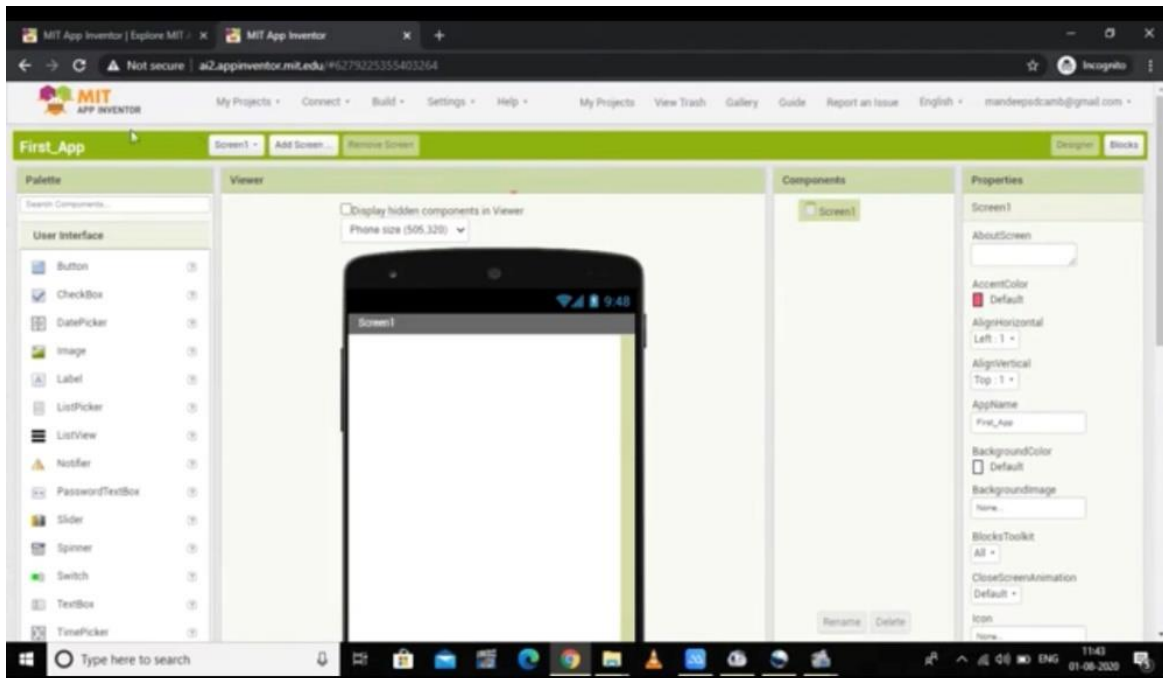 MIT App Inventor | Explore MIT A
MIT App Inventor
Not secure | ai2.appinventor.mit.edu/#6279225355403264
Incognito
MIT
APP INVENTOR
My Projects Connect Build Settings Help My Projects View Trash Gallery Guide Report an Issue English mandeepsdcamb@gmail.com
First_App
Screen1 Add Screen... Remove Screen Designer Blocks
Palette Viewer Components Properties
Search Components...
User Interface
Button
CheckBox
DatePicker
Image
Label
ListPicker
ListView
Notifier
PasswordTextBox
Slider
Spinner
Switch
TextBox
TimePicker
Display hidden components in Viewer
Phone size (505,320)
9:48
Screen1
Screen1
Rename Delete
Screen1
AboutScreen
AccentColor
Default
AlignHorizontal
Left : 1
AlignVertical
Top : 1
AppName
First_App
BackgroundColor
Default
BackgroundImage
None...
BlocksToolkit
All
CloseScreenAnimation
Default
Icon
None...
Type here to search
ENG
11:43
01-08-2020